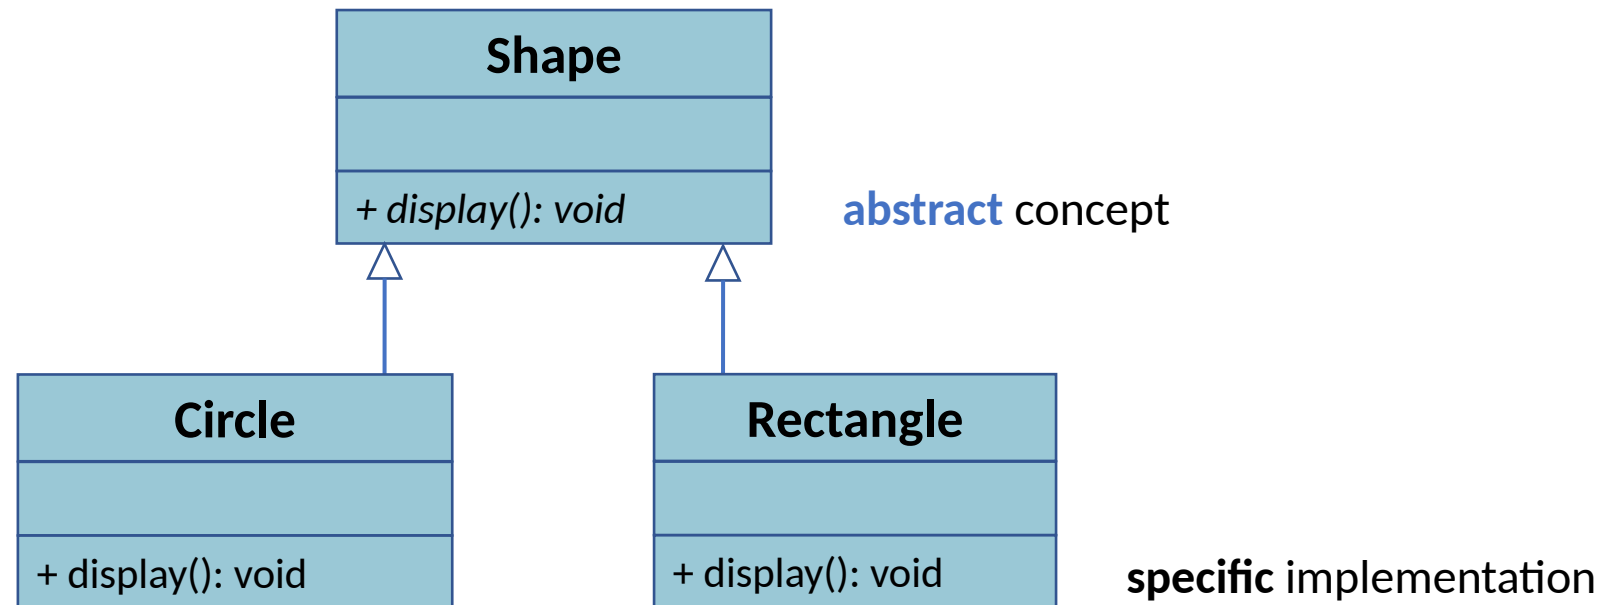 Shape
+ display(): void
abstract concept
Circle
Rectangle
+ display(): void
+ display(): void
specific implementation